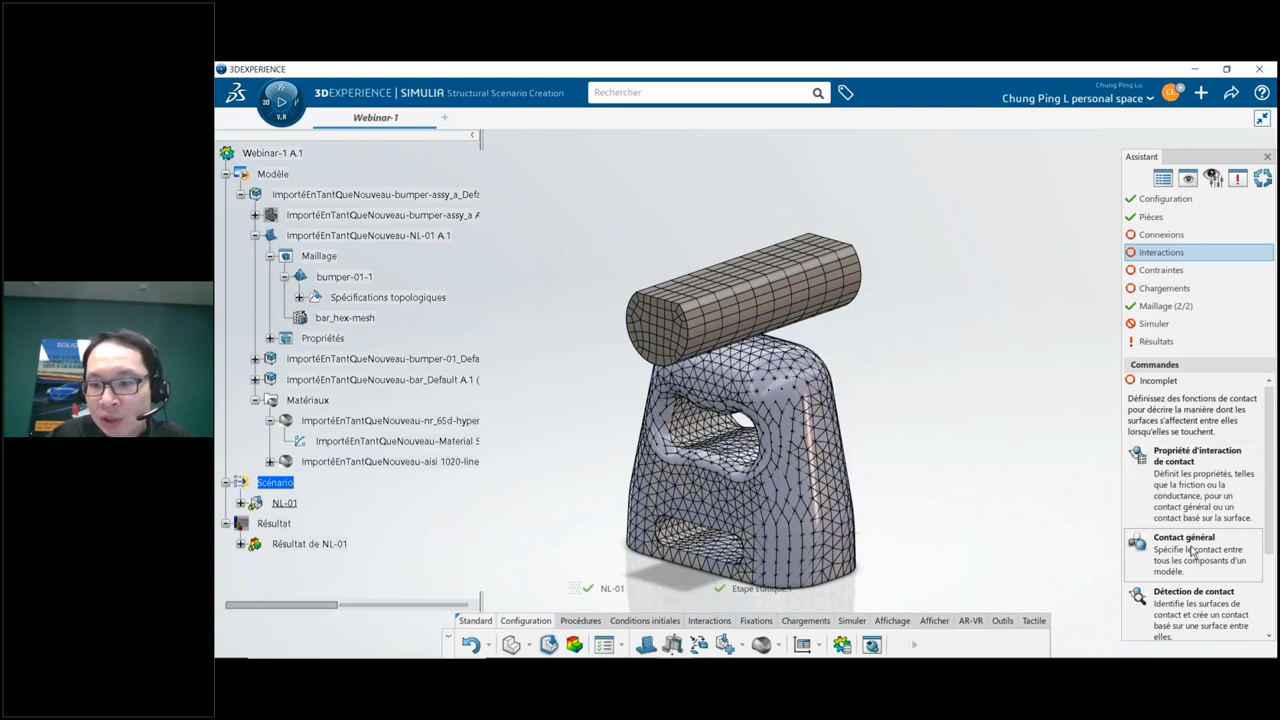 3DEXPERIENCE
3DEXPERIENCE | SIMULIA Structural Scenario Creation
3D
V.R
Rechercher
Chung Ping Lu
Chung Ping L personal space
Webinar-1
Webinar-1 A.1
Modèle
ImportéEnTantQueNouveau-bumper-assy_a_Defa
ImportéEnTantQueNouveau-bumper-assy_a A
ImportéEnTantQueNouveau-NL-01 A.1
Maillage
bumper-01-1
Spécifications topologiques
bar_hex-mesh
Propriétés
ImportéEnTantQueNouveau-bumper-01_Defa
ImportéEnTantQueNouveau-bar_Default A.1 (
Matériaux
ImportéEnTantQueNouveau-nr_65d-hyper
ImportéEnTantQueNouveau-Material S
ImportéEnTantQueNouveau-aisi 1020-line
Scénario
NL-01
Résultat
Résultat de NL-01
NL-01
Etape statique.1
Standard Configuration Procédures Conditions initiales Interactions Fixations Chargements Simuler Affichage Afficher AR-VR Outils Tactile
Assistant
Configuration
Pièces
Connexions
Interactions
Contraintes
Chargements
Maillage (2/2)
Simuler
Résultats
Commandes
Incomplet
Définissez des fonctions de contact
pour décrire la manière dont les
surfaces s'affectent entre elles
lorsqu'elles se touchent.
Propriété d'interaction
de contact
Définit les propriétés, telles
que la friction ou la
conductance, pour un
contact général ou un
contact basé sur la surface.
Contact général
Spécifie le contact entre
tous les composants d'un
modèle.
Détection de contact
Identifie les surfaces de
contact et crée un contact
basé sur une surface entre
elles.